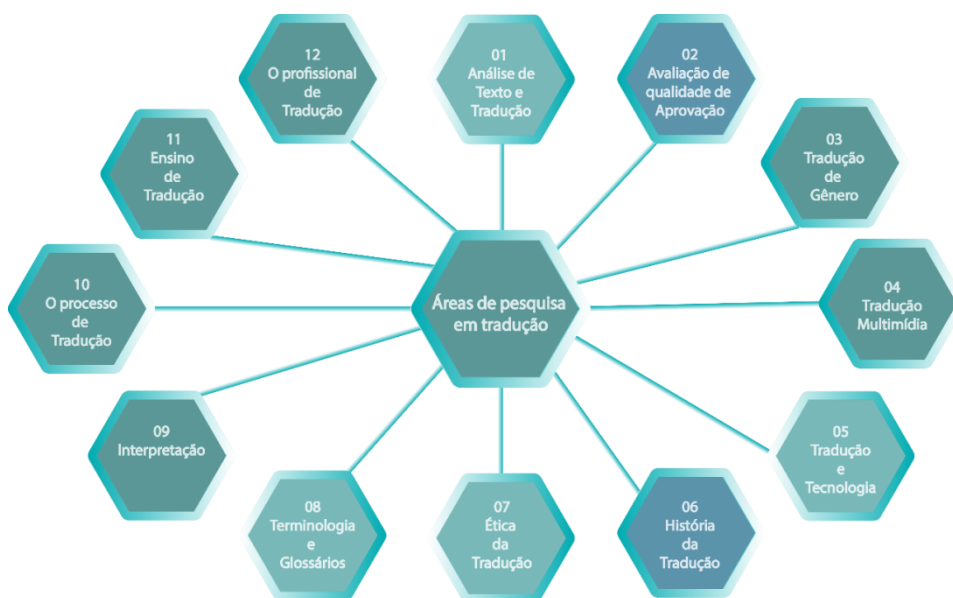 Áreas de pesquisa
em tradução
01
Análise de
Texto e
Tradução
02
Avaliação de
qualidade de
Aprovação
03
Tradução
de
Gênero
04
Tradução
Multimídia
05
Tradução
e
Tecnologia
06
História
da
Tradução
07
Ética
da
Tradução
08
Terminologia
e
Glossários
09
Interpretação
10
O processo
de
Tradução
11
Ensino
de
Tradução
12
O profissional
de
Tradução